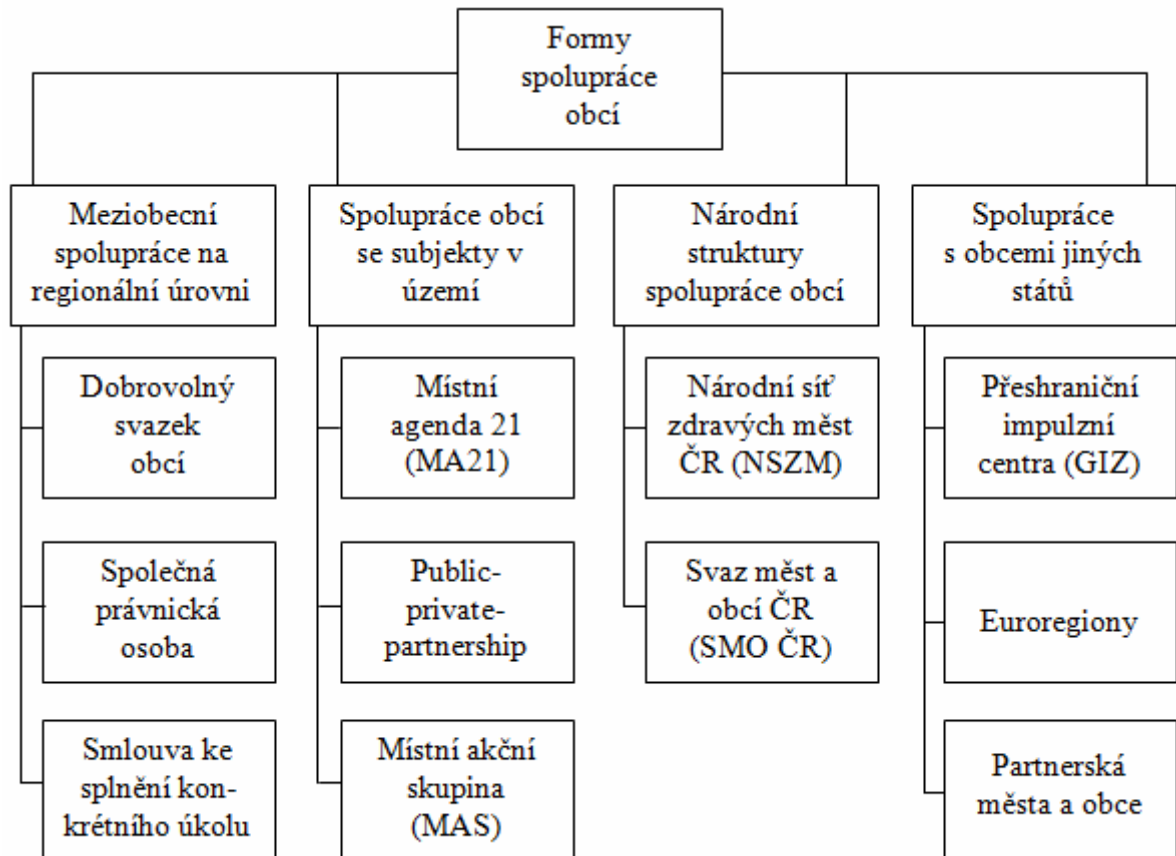 Formy
spolupráce
obcí
Meziobecní
spolupráce na
regionální úrovni
Spolupráce obcí
se subjekty v
území
Národní
struktury
spolupráce obcí
Spolupráce
s obcemi jiných
států
Dobrovolný
svazek
obcí
Místní
agenda 21
(MA21)
Národní síť
zdravých měst
ČR (NSZM)
Přeshraniční
impulzní
centra (GIZ)
Společná
právnická
osoba
Public-
private-
partnership
Svaz měst a
obcí ČR
(SMO ČR)
Euroregiony
Smlouva ke
splnění kon-
krétního úkolu
Místní akční
skupina
(MAS)
Partnerská
města a obce